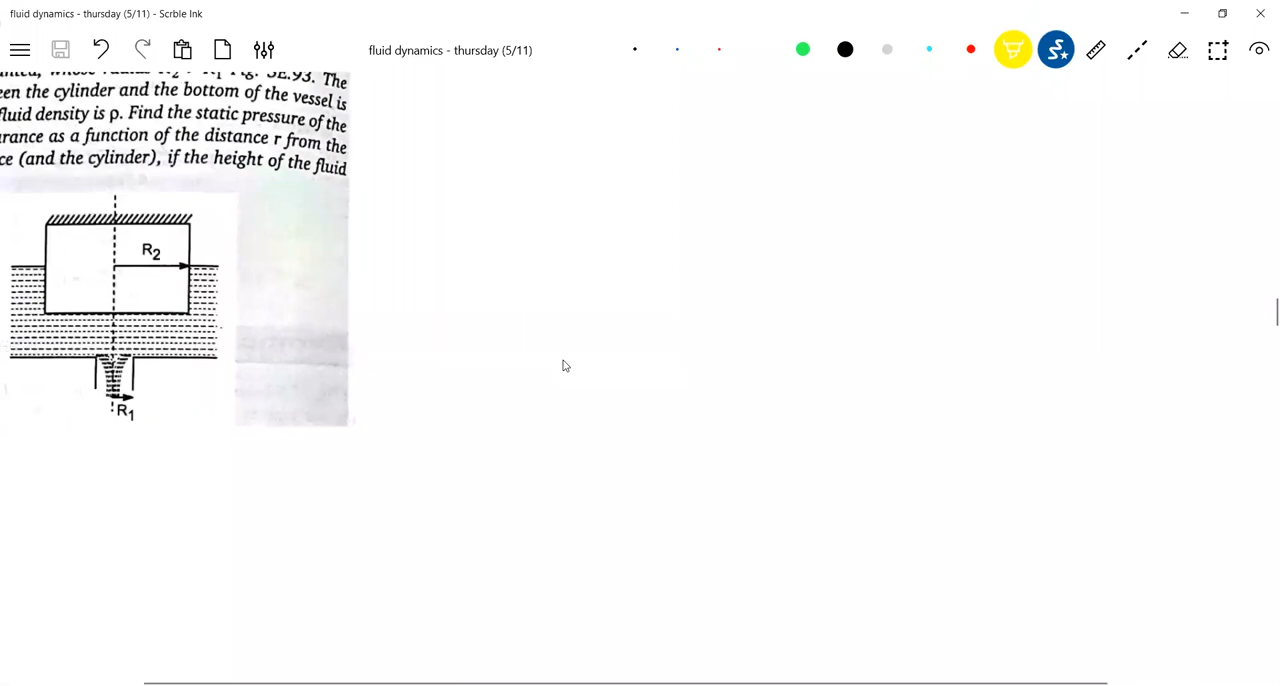 fluid dynamics - thursday (5/11) - Scrble Ink
fluid dynamics - thursday (5/11)
The
een the cylinder and the bottom of the vessel is
fluid density is ρ. Find the static pressure of the
rance as a function of the distance r from the
ce (and the cylinder), if the height of the fluid
R2
R1